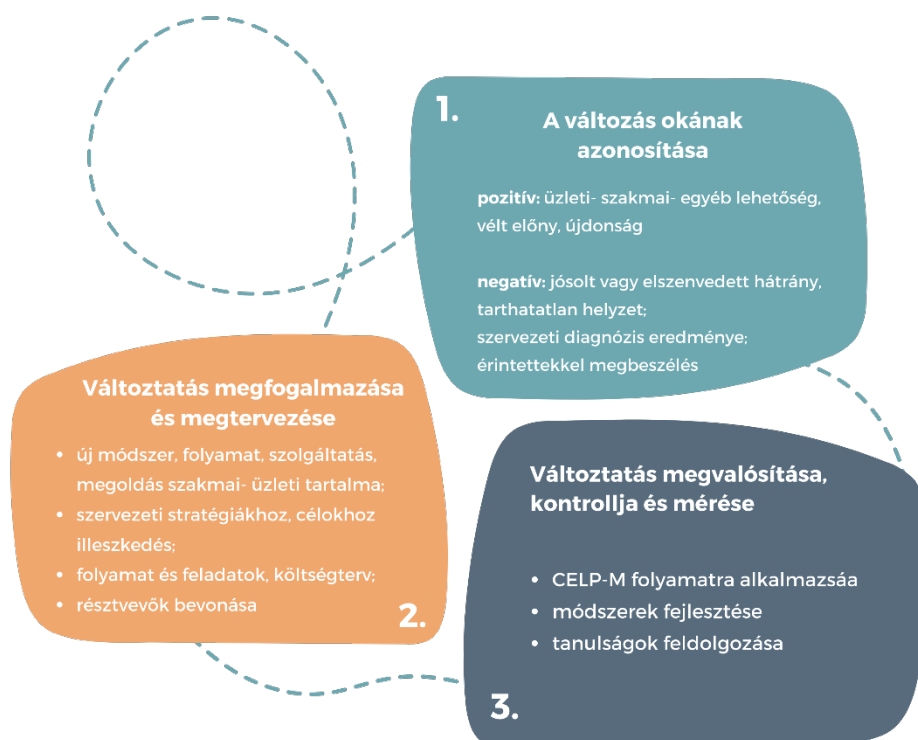 1.
A változás okának
azonosítása
pozitív: üzleti- szakmai- egyéb lehetőség,
vélt előny, újdonság
negatív: jósolt vagy elszenvedett hátrány,
tarthatatlan helyzet;
szervezeti diagnózis eredménye;
érintettekkel megbeszélés
Változtatás megfogalmazása
és megtervezése
• új módszer, folyamat, szolgáltatás,
megoldás szakmai- üzleti tartalma;
• szervezeti stratégiákhoz, célokhoz
illeszkedés;
• folyamat és feladatok, költségterv;
• résztvevők bevonása
2.
Változtatás megvalósítása,
kontrollja és mérése
• CELP-M folyamatra alkalmazsáa
• módszerek fejlesztése
• tanulságok feldolgozása
3.